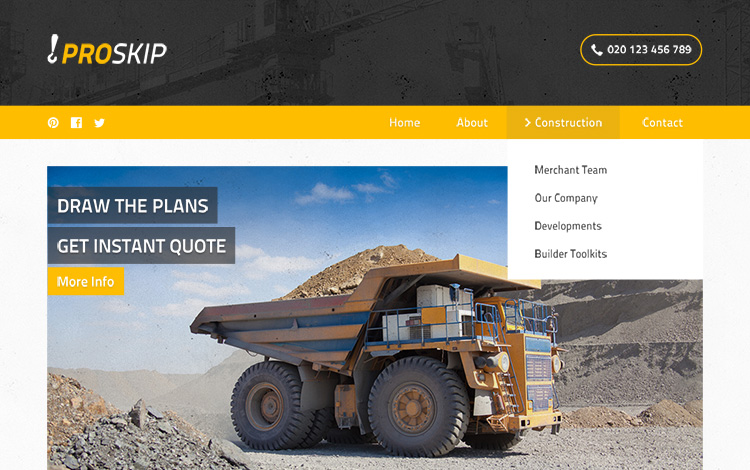 PROSKIP
020 123 456 789
Home
About
Construction
Contact
Merchant Team
Our Company
Developments
Builder Toolkits
DRAW THE PLANS
GET INSTANT QUOTE
More Info